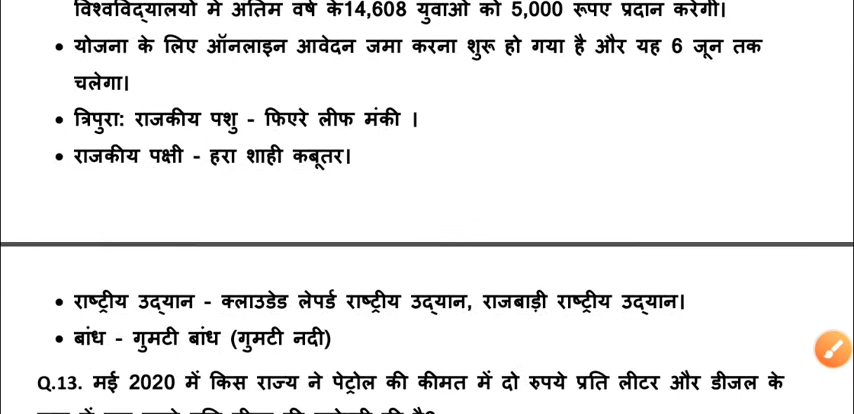 विश्वविद्यालयों में अंतिम वर्ष के14,608 युवाओं को 5,000 रूपए प्रदान करेगी।
• योजना के लिए ऑनलाइन आवेदन जमा करना शुरू हो गया है और यह 6 जून तक
चलेगा।
• त्रिपुरा: राजकीय पशु - फिएरे लीफ मंकी ।
• राजकीय पक्षी - हरा शाही कबूतर।
• राष्ट्रीय उद्यान - क्लाउडेड लेपर्ड राष्ट्रीय उद्यान, राजबाड़ी राष्ट्रीय उद्यान।
• बांध - गुमटी बांध (गुमटी नदी)
Q.13. मई 2020 में किस राज्य ने पेट्रोल की कीमत में दो रुपये प्रति लीटर और डीजल के